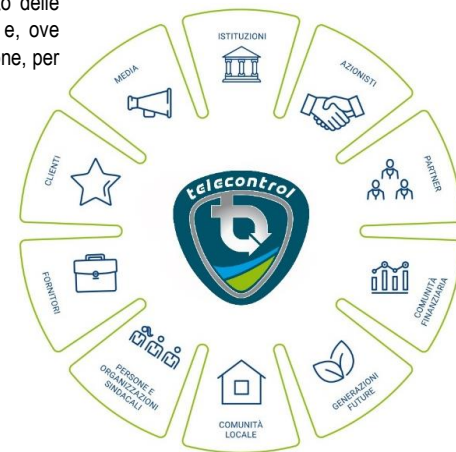 o delle
e, ove
one, per
ISTITUZIONI
AZIONISTI
PARTNER
COMUNITÀ
FINANZIARIA
GENERAZIONI
FUTURE
COMUNITÀ
LOCALE
PERSONE E
ORGANIZZAZIONI
SINDACALI
FORNITORI
CLIENTI
MEDIA
telecontrol